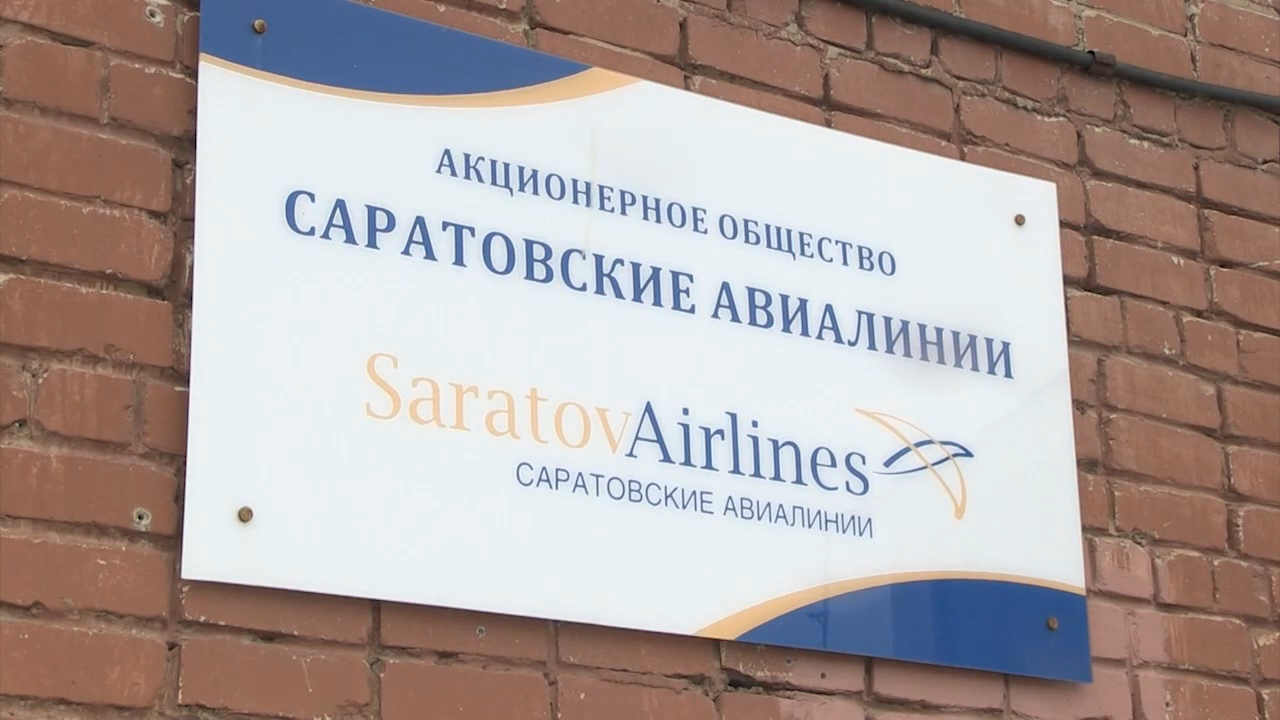 АКЦИОНЕРНОЕ ОБЩЕСТВО
САРАТОВСКИЕ АВИАЛИНИИ
SaratovAirlines
САРАТОВСКИЕ АВИАЛИНИИ